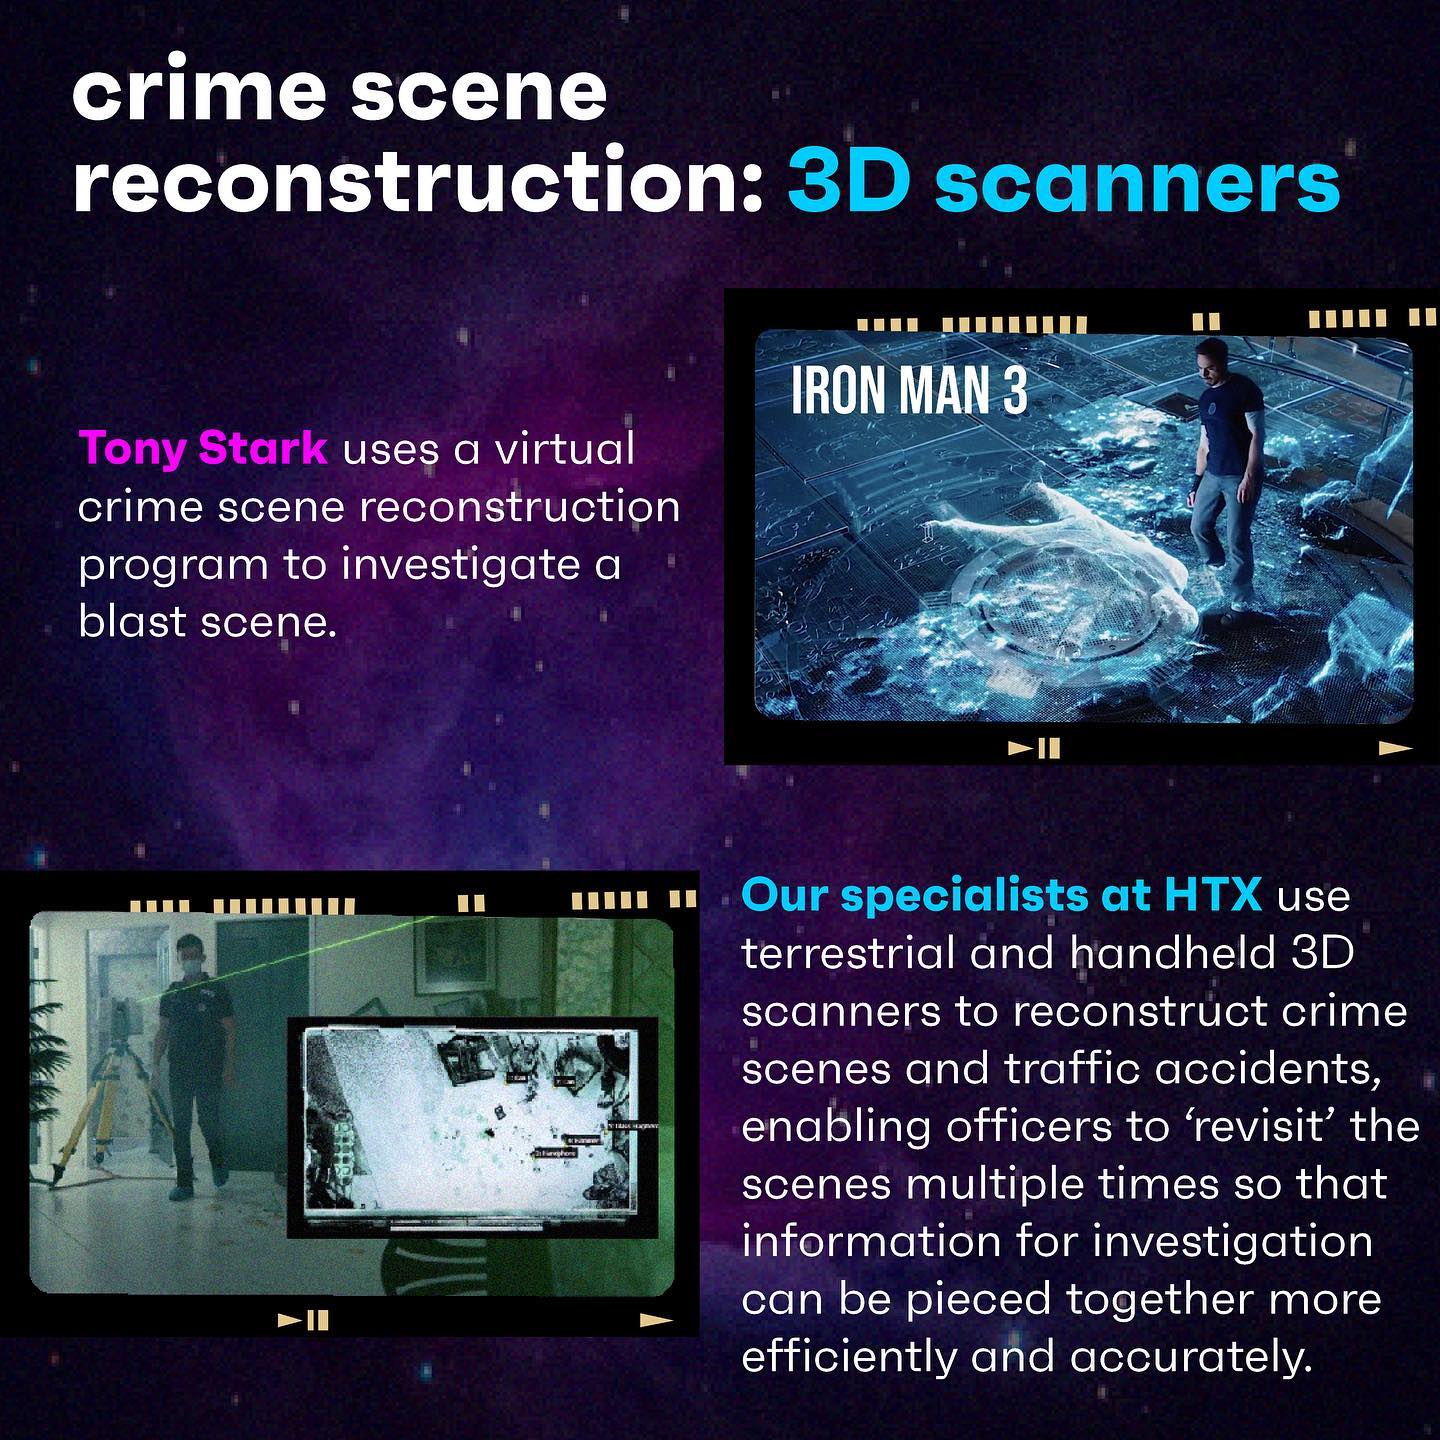 crime scene
reconstruction: 3D scanners
IRON MAN 3
Tony Stark uses a virtual
crime scene reconstruction
program to investigate a
blast scene.
Our specialists at HTX use
terrestrial and handheld 3D
scanners to reconstruct crime
scenes and traffic accidents,
enabling officers to ‘revisit’ the
scenes multiple times so that
information for investigation
can be pieced together more
efficiently and accurately.